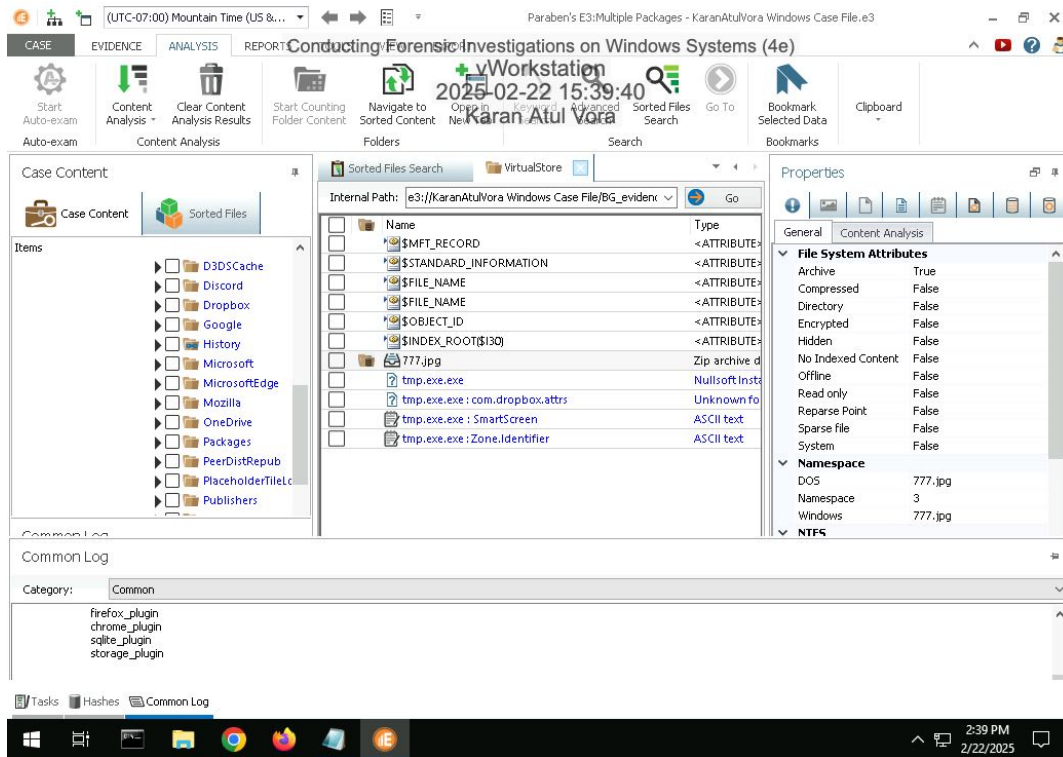 (UTC-07:00) Mountain Time (US &...
Paraben's E3:Multiple Packages - KaranAtulVora Windows Case File.e3
CASE EVIDENCE ANALYSIS REPORTS
Conducting Forensic Investigations on Windows Systems (4e)
vWorkstation
2025-02-22 15:39:40
Karan Atul Vora
Start Auto-exam
Content Analysis
Clear Content Analysis Results
Start Counting Folder Content
Navigate to Sorted Content
Open in New
Keyword
Advanced
Sorted Files Search
Go To
Bookmark Selected Data
Clipboard
Auto-exam
Content Analysis
Folders
Search
Bookmarks
Case Content
Case Content
Sorted Files
Items
D3DSCache
Discord
Dropbox
Google
History
Microsoft
MicrosoftEdge
Mozilla
OneDrive
Packages
PeerDistRepub
PlaceholderTileLo
Publishers
Sorted Files Search
VirtualStore
Internal Path: e3://KaranAtulVora Windows Case File/BG_evidenc
Go
Name Type
$MFT_RECORD <ATTRIBUTE>
$STANDARD_INFORMATION <ATTRIBUTE>
$FILE_NAME <ATTRIBUTE>
$FILE_NAME <ATTRIBUTE>
$OBJECT_ID <ATTRIBUTE>
$INDEX_ROOT($I30) <ATTRIBUTE>
777.jpg Zip archive d
tmp.exe.exe Nullsoft Insta
tmp.exe.exe : com.dropbox.attrs Unknown fo
tmp.exe.exe : SmartScreen ASCII text
tmp.exe.exe : Zone.Identifier ASCII text
Properties
General Content Analysis
File System Attributes
Archive True
Compressed False
Directory False
Encrypted False
Hidden False
No Indexed Content False
Offline False
Read only False
Reparse Point False
Sparse file False
System False
Namespace
DOS 777.jpg
Namespace 3
Windows 777.jpg
NTFS
Common Log
Common Log
Category: Common
firefox_plugin
chrome_plugin
sqlite_plugin
storage_plugin
Tasks Hashes Common Log
2:39 PM
2/22/2025